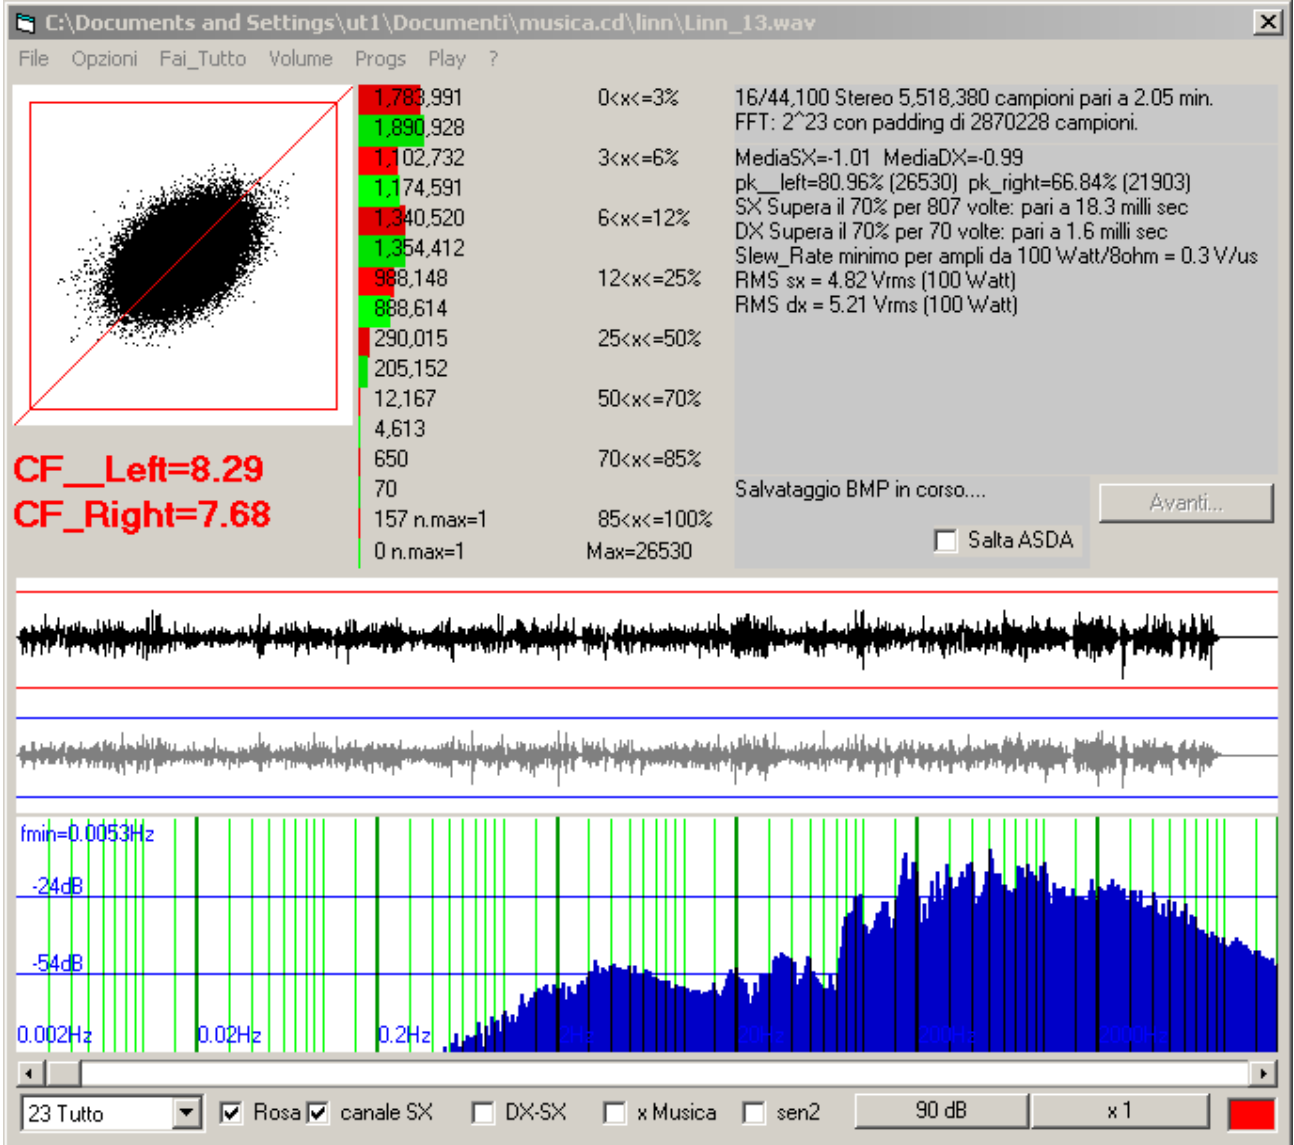 C:\Documents and Settings\ut1\Documenti\musica.cd\linn\Linn_13.wav
File Opzioni Fai_Tutto Volume Progs Play ?
1,783,991 0<x<=3%
1,890,928
1,102,732 3<x<=6%
1,174,591
1,340,520 6<x<=12%
1,354,412
988,148 12<x<=25%
888,614
290,015 25<x<=50%
205,152
12,167 50<x<=70%
4,613
650 70<x<=85%
70
157 n.max=1 85<x<=100%
0 n.max=1 Max=26530
16/44,100 Stereo 5,518,380 campioni pari a 2.05 min.
FFT: 2^23 con padding di 2870228 campioni.
MediaSX=-1.01 MediaDX=-0.99
pk__left=80.96% (26530) pk_right=66.84% (21903)
SX Supera il 70% per 807 volte: pari a 18.3 milli sec
DX Supera il 70% per 70 volte: pari a 1.6 milli sec
Slew_Rate minimo per ampli da 100 Watt/8ohm = 0.3 V/us
RMS sx = 4.82 Vrms (100 Watt)
RMS dx = 5.21 Vrms (100 Watt)
CF__Left=8.29
CF_Right=7.68
Salvataggio BMP in corso....
Avanti...
Salta ASDA
fmin=0.0053Hz
-24dB
-54dB
0.002Hz 0.02Hz 0.2Hz 2Hz 20Hz 200Hz 2000Hz
23 Tutto Rosa canale SX DX-SX x Musica sen2 90 dB x 1